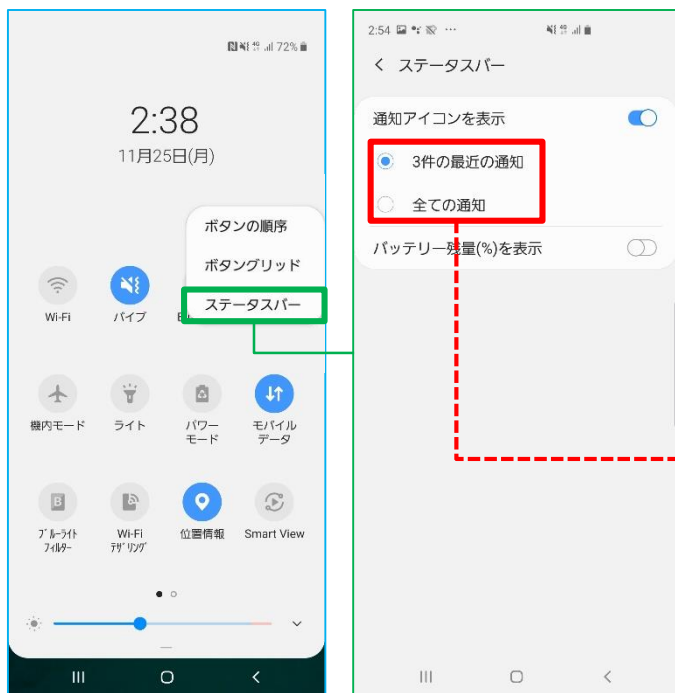 72%
2:38
11月25日(月)
ボタンの順序
ボタングリッド
ステータスバー
Wi-Fi
バイブ
機内モード
ライト
パワー
モード
モバイル
データ
ブルーライト
フィルター
Wi-Fi
テザリング
位置情報
Smart View
2:54
ステータスバー
通知アイコンを表示
3件の最近の通知
全ての通知
バッテリー残量(%)を表示